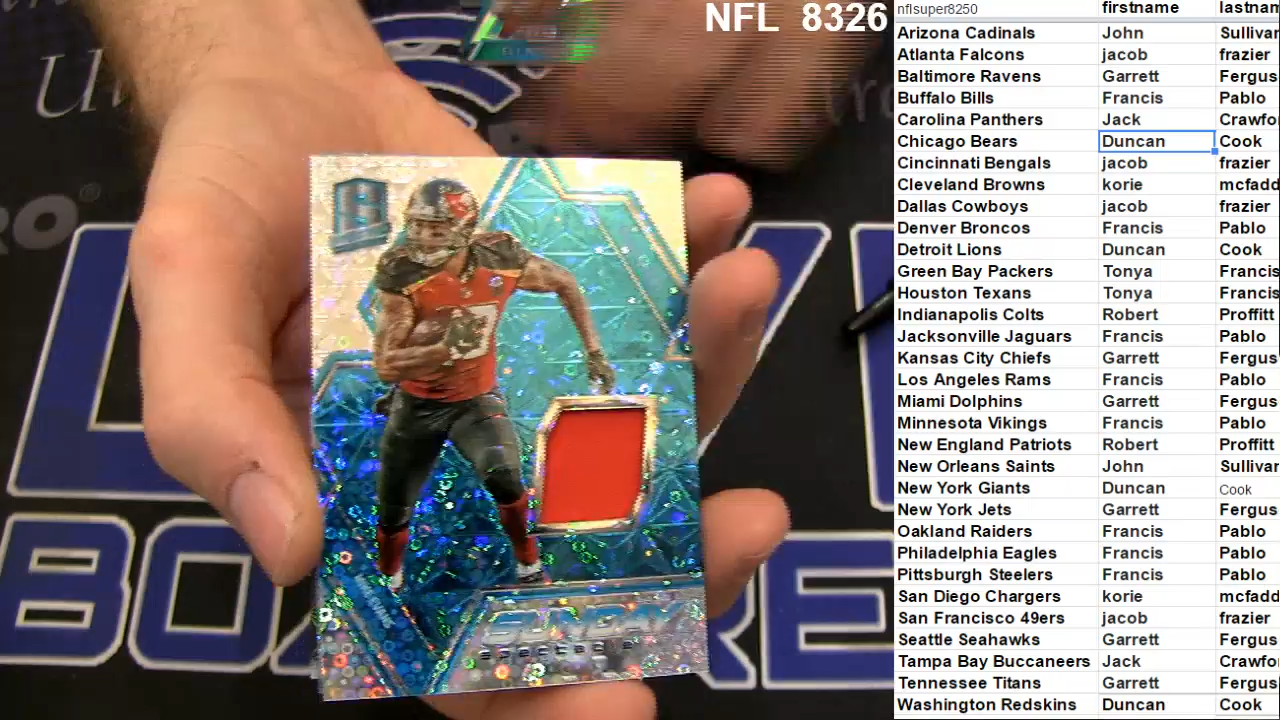 NFL 8326
nflsuper8250 firstname lastnam
Arizona Cadinals John Sullivar
Atlanta Falcons jacob frazier
Baltimore Ravens Garrett Fergus
Buffalo Bills Francis Pablo
Carolina Panthers Jack Crawfo
Chicago Bears Duncan Cook
Cincinnati Bengals jacob frazier
Cleveland Browns korie mcfadd
Dallas Cowboys jacob frazier
Denver Broncos Francis Pablo
Detroit Lions Duncan Cook
Green Bay Packers Tonya Francis
Houston Texans Tonya Francis
Indianapolis Colts Robert Proffitt
Jacksonville Jaguars Francis Pablo
Kansas City Chiefs Garrett Fergus
Los Angeles Rams Francis Pablo
Miami Dolphins Garrett Fergus
Minnesota Vikings Francis Pablo
New England Patriots Robert Proffitt
New Orleans Saints John Sullivar
New York Giants Duncan Cook
New York Jets Garrett Fergus
Oakland Raiders Francis Pablo
Philadelphia Eagles Francis Pablo
Pittsburgh Steelers Francis Pablo
San Diego Chargers korie mcfadd
San Francisco 49ers jacob frazier
Seattle Seahawks Garrett Fergus
Tampa Bay Buccaneers Jack Crawfo
Tennessee Titans Garrett Fergus
Washington Redskins Duncan Cook